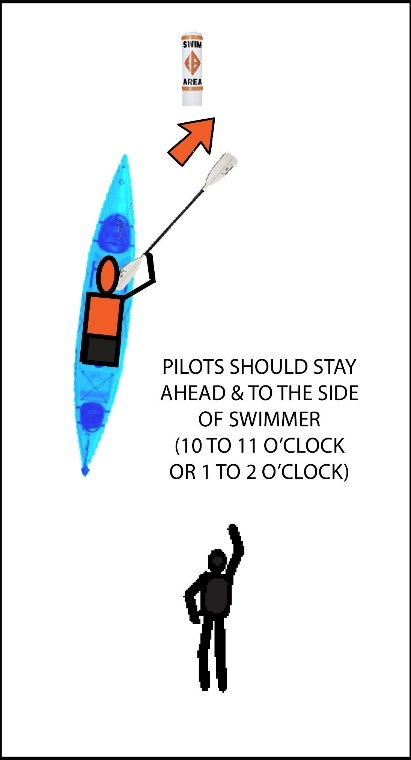 SWIM
AREA
PILOTS SHOULD STAY
AHEAD & TO THE SIDE
OF SWIMMER
(10 TO 11 O’CLOCK
OR 1 TO 2 O’CLOCK)